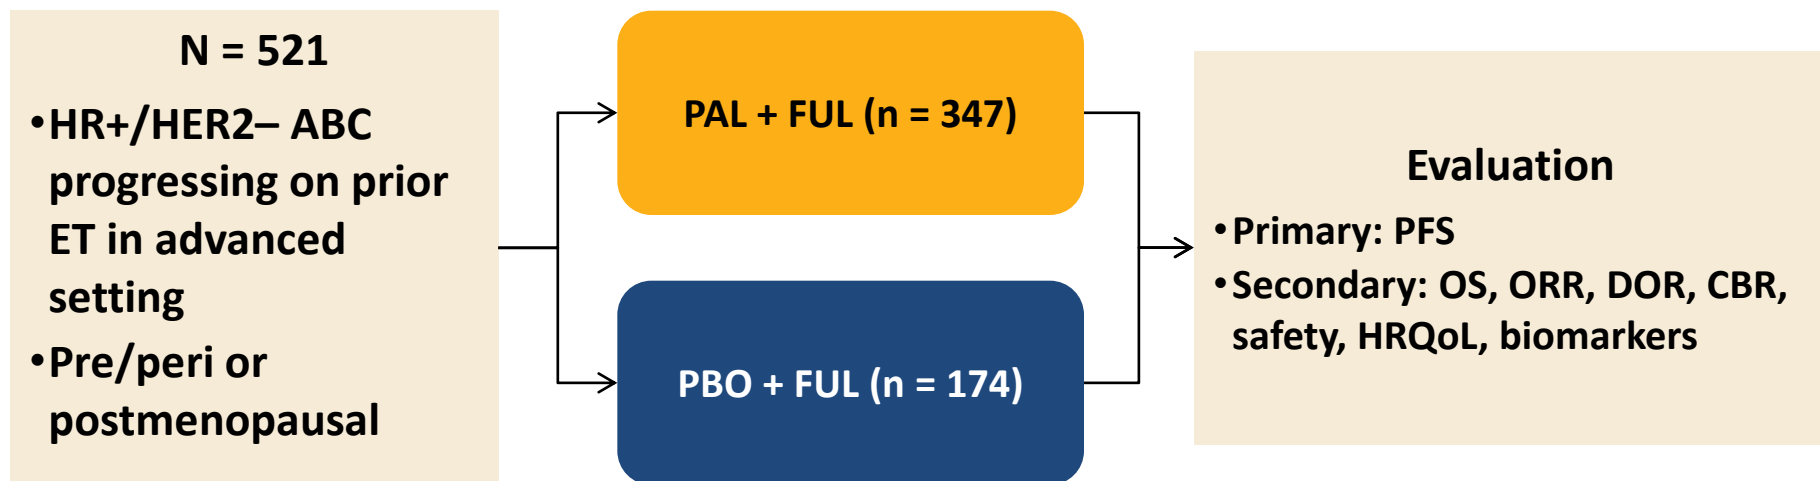 N = 521
•HR+/HER2– ABC
progressing on prior
ET in advanced
setting
•Pre/peri or
postmenopausal
PAL + FUL (n = 347)
PBO + FUL (n = 174)
Evaluation
•Primary: PFS
•Secondary: OS, ORR, DOR, CBR,
safety, HRQoL, biomarkers